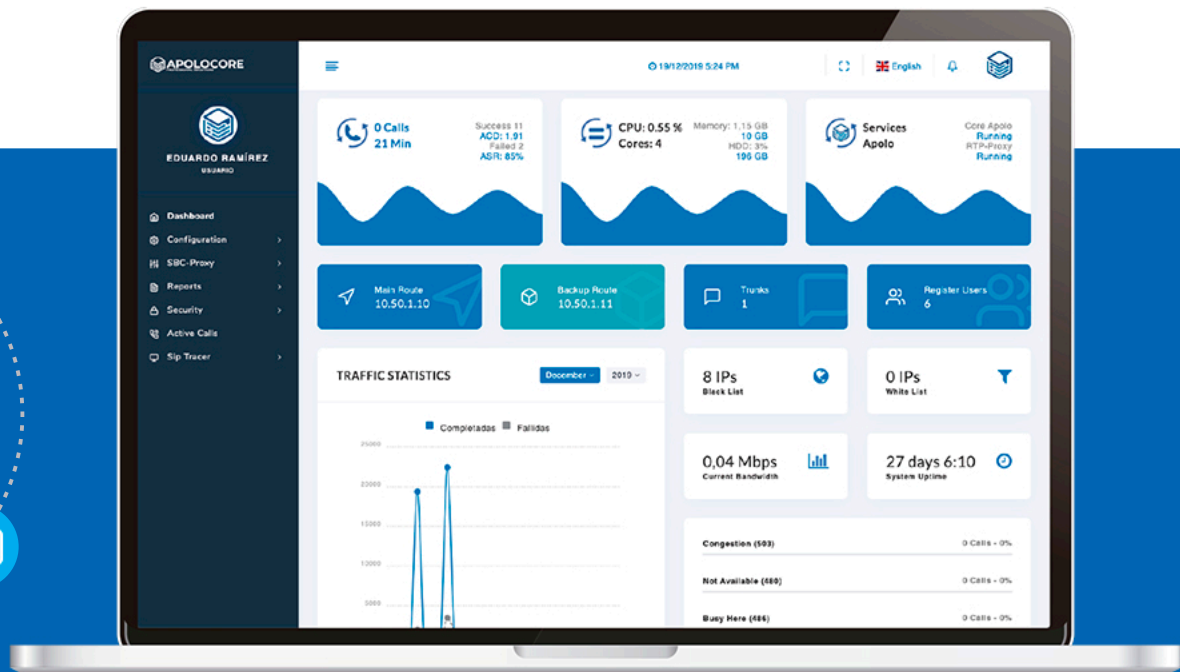 APOLOCORE
19/12/2019 5:24 PM
English
EDUARDO RAMÍREZ
USUARIO
Dashboard
Configuration
SBC-Proxy
Reports
Security
Active Calls
Sip Tracer
0 Calls
21 Min
Success 11
ACD: 1.91
Failed 2
ASR: 85%
CPU: 0.55 %
Cores: 4
Memory: 1,15 GB
10 GB
HDD: 3%
196 GB
Services
Apolo
Core Apolo
Running
RTP-Proxy
Running
Main Route
10.50.1.10
Backup Route
10.50.1.11
Trunks
1
Register Users
6
TRAFFIC STATISTICS
December
2019
Completadas
Fallidas
25000
20000
15000
10000
5000
8 IPs
Black List
0 IPs
White List
0,04 Mbps
Current Bandwidth
27 days 6:10
System Uptime
Congestion (503)
0 Calls - 0%
Not Available (480)
0 Calls - 0%
Busy Here (486)
0 Calls - 0%